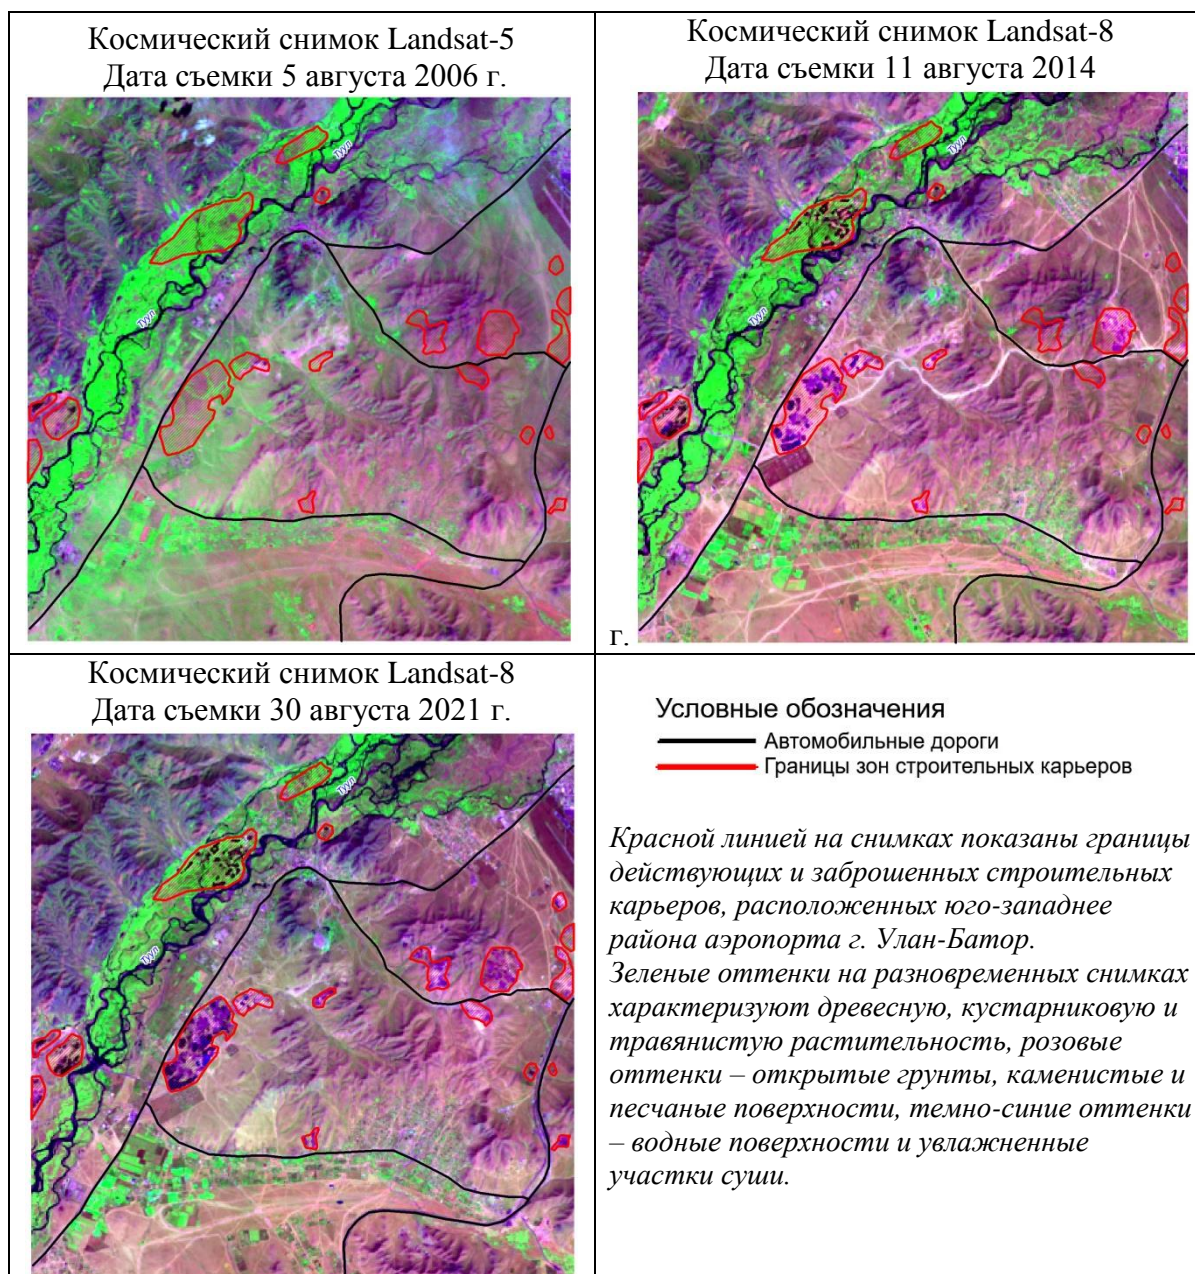 Космический снимок Landsat-5
Дата съемки 5 августа 2006 г.
Туул
Туул
Космический снимок Landsat-8
Дата съемки 11 августа 2014
Туул
Туул
г.
Космический снимок Landsat-8
Дата съемки 30 августа 2021 г.
Туул
Туул
Условные обозначения
Автомобильные дороги
Границы зон строительных карьеров
Красной линией на снимках показаны границы
действующих и заброшенных строительных
карьеров, расположенных юго-западнее
района аэропорта г. Улан-Батор.
Зеленые оттенки на разновременных снимках
характеризуют древесную, кустарниковую и
травянистую растительность, розовые
оттенки – открытые грунты, каменистые и
песчаные поверхности, темно-синие оттенки
– водные поверхности и увлажненные
участки суши.